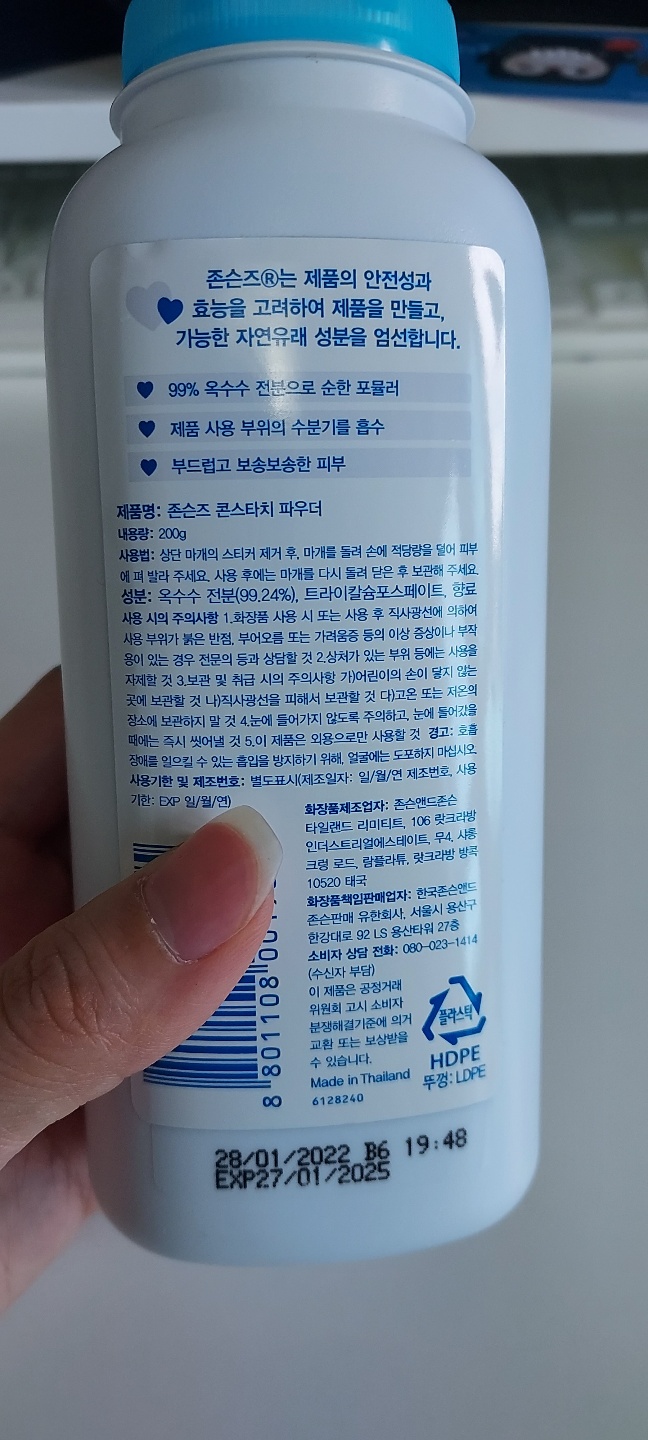 존슨즈®는 제품의 안전성과
효능을 고려하여 제품을 만들고,
가능한 자연유래 성분을 엄선합니다.
99% 옥수수 전분으로 순한 포뮬러
제품 사용 부위의 수분기를 흡수
부드럽고 보송보송한 피부
제품명: 존슨즈 콘스타치 파우더
내용량: 200g
사용법: 상단 마개의 스티커 제거 후, 마개를 돌려 손에 적당량을 덜어 피부
에 펴 발라 주세요. 사용 후에는 마개를 다시 돌려 닫은 후 보관해 주세요.
성분: 옥수수 전분(99.24%), 트라이칼슘포스페이트, 향료
사용 시의 주의사항 1.화장품 사용 시 또는 사용 후 직사광선에 의하여
사용 부위가 붉은 반점, 부어오름 또는 가려움증 등의 이상 증상이나 부작
용이 있는 경우 전문의 등과 상담할 것 2.상처가 있는 부위 등에는 사용을
자제할 것 3.보관 및 취급 시의 주의사항 가)어린이의 손이 닿지 않는
곳에 보관할 것 나)직사광선을 피해서 보관할 것 다)고온 또는 저온의
장소에 보관하지 말 것 4.눈에 들어가지 않도록 주의하고, 눈에 들어갔을
때에는 즉시 씻어낼 것 5.이 제품은 외용으로만 사용할 것 경고: 호흡
장애를 일으킬 수 있는 흡입을 방지하기 위해, 얼굴에는 도포하지 마십시오.
사용기한 및 제조번호: 별도표시(제조일자: 일/월/연 제조번호, 사용
기한: EXP 일/월/연)
화장품제조업자: 존슨앤드존슨
타일랜드 리미티트, 106 랏크라방
인더스트리얼에스테이트, 무4, 샤롱
크렁 로드, 람플라튜, 랏크라방 방콕
10520 태국
화장품책임판매업자: 한국존슨앤드
존슨판매 유한회사, 서울시 용산구
한강대로 92 LS 용산타워 27층
소비자 상담 전화: 080-023-1414
(수신자 부담)
이 제품은 공정거래
위원회 고시 소비자
분쟁해결기준에 의거
교환 또는 보상받을
수 있습니다.
Made in Thailand
6128240
플라스틱
HDPE
뚜껑: LDPE
8 801108
28/01/2022 B6 19:48
EXP27/01/2025